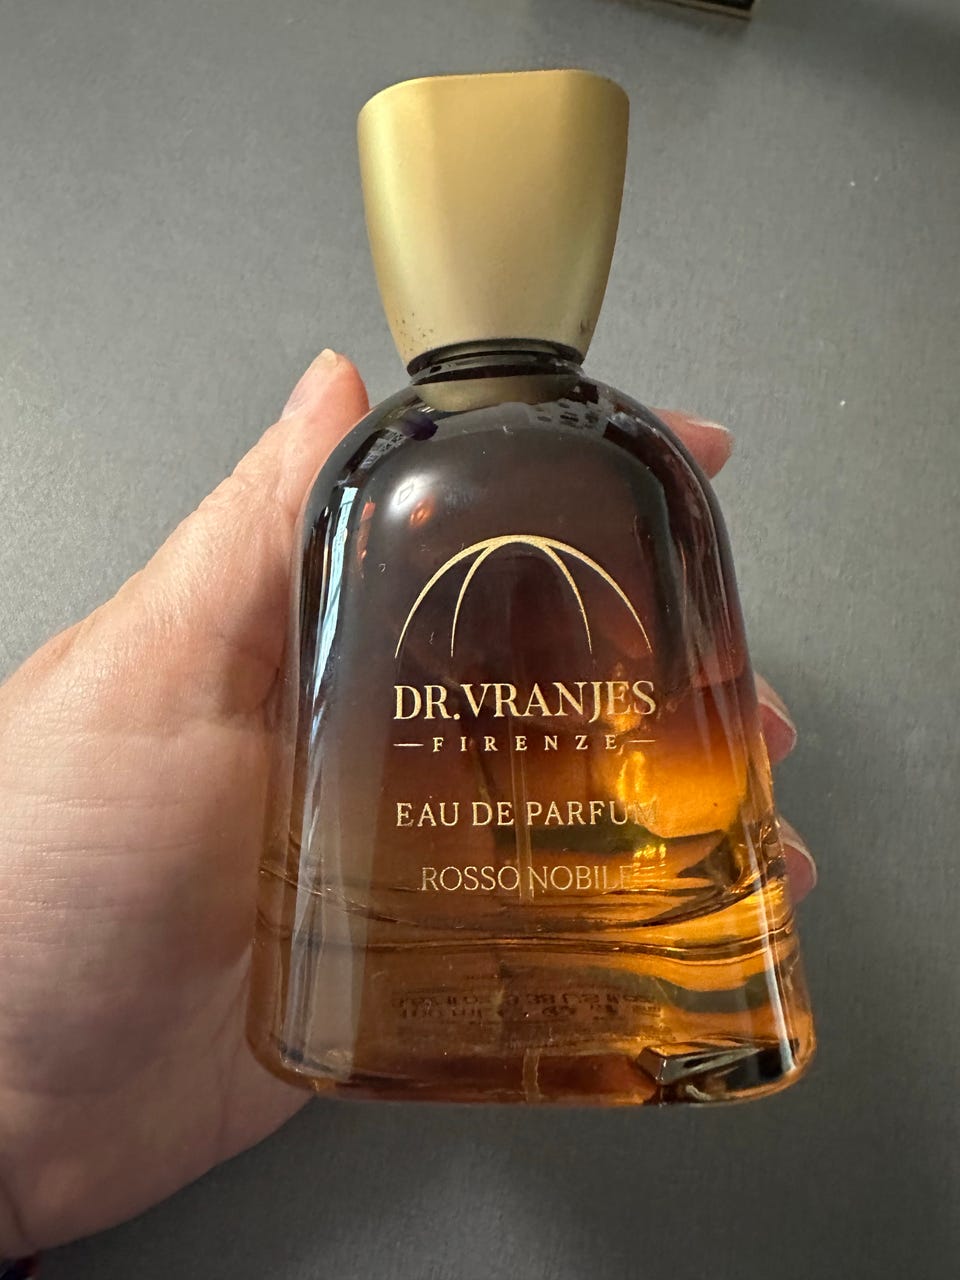 DR.VRANJES
FIRENZE
EAU DE PARFUM
ROSSO NOBILE